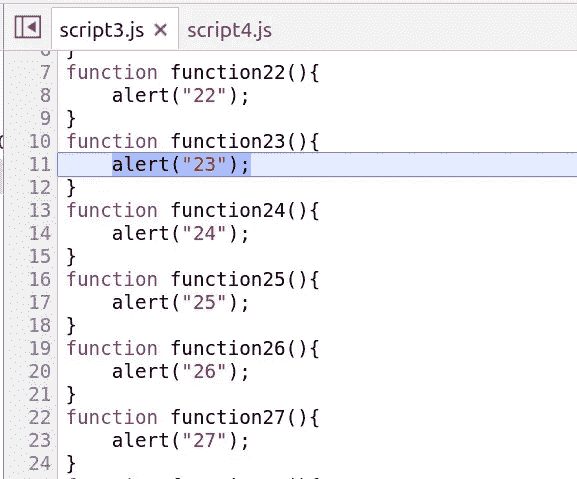 script3.js × script4.js
7 function function22(){
8     alert("22");
9 }
10 function function23(){
11     alert("23");
12 }
13 function function24(){
14     alert("24");
15 }
16 function function25(){
17     alert("25");
18 }
19 function function26(){
20     alert("26");
21 }
22 function function27(){
23     alert("27");
24 }